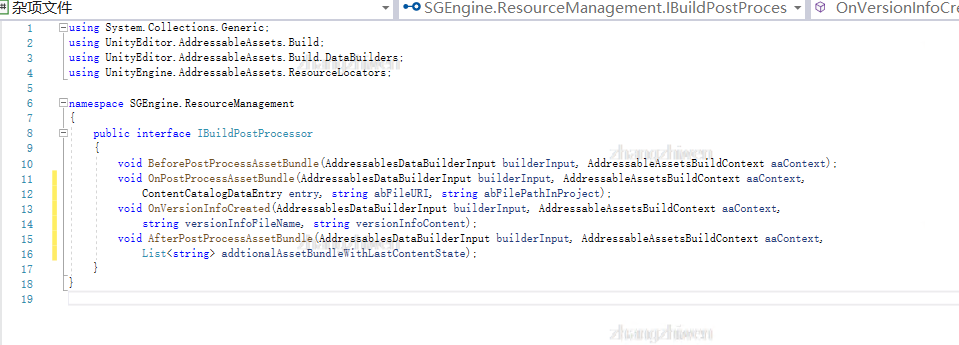 杂项文件
SGEngine.ResourceManagement.IBuildPostProces
OnVersionInfoCre
1 using System.Collections.Generic;
2 using UnityEditor.AddressableAssets.Build;
3 using UnityEditor.AddressableAssets.Build.DataBuilders;
4 using UnityEngine.AddressableAssets.ResourceLocators;
5
6 namespace SGEngine.ResourceManagement
7 {
8 public interface IBuildPostProcessor
9 {
10 void BeforePostProcessAssetBundle(AddressablesDataBuilderInput builderInput, AddressableAssetsBuildContext aaContext);
11 void OnPostProcessAssetBundle(AddressablesDataBuilderInput builderInput, AddressableAssetsBuildContext aaContext,
12 ContentCatalogDataEntry entry, string abFileURI, string abFilePathInProject);
13 void OnVersionInfoCreated(AddressablesDataBuilderInput builderInput, AddressableAssetsBuildContext aaContext,
14 string versionInfoFileName, string versionInfoContent);
15 void AfterPostProcessAssetBundle(AddressablesDataBuilderInput builderInput, AddressableAssetsBuildContext aaContext,
16 List<string> addtionalAssetBundleWithLastContentState);
17 }
18 }
19
zhangzhiwen
zhangzhiwen
zhangzhiwen
zhangzhiwen